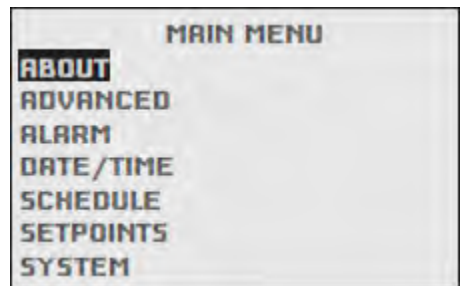 MAIN MENU
ABOUT
ADVANCED
ALARM
DATE/TIME
SCHEDULE
SETPOINTS
SYSTEM